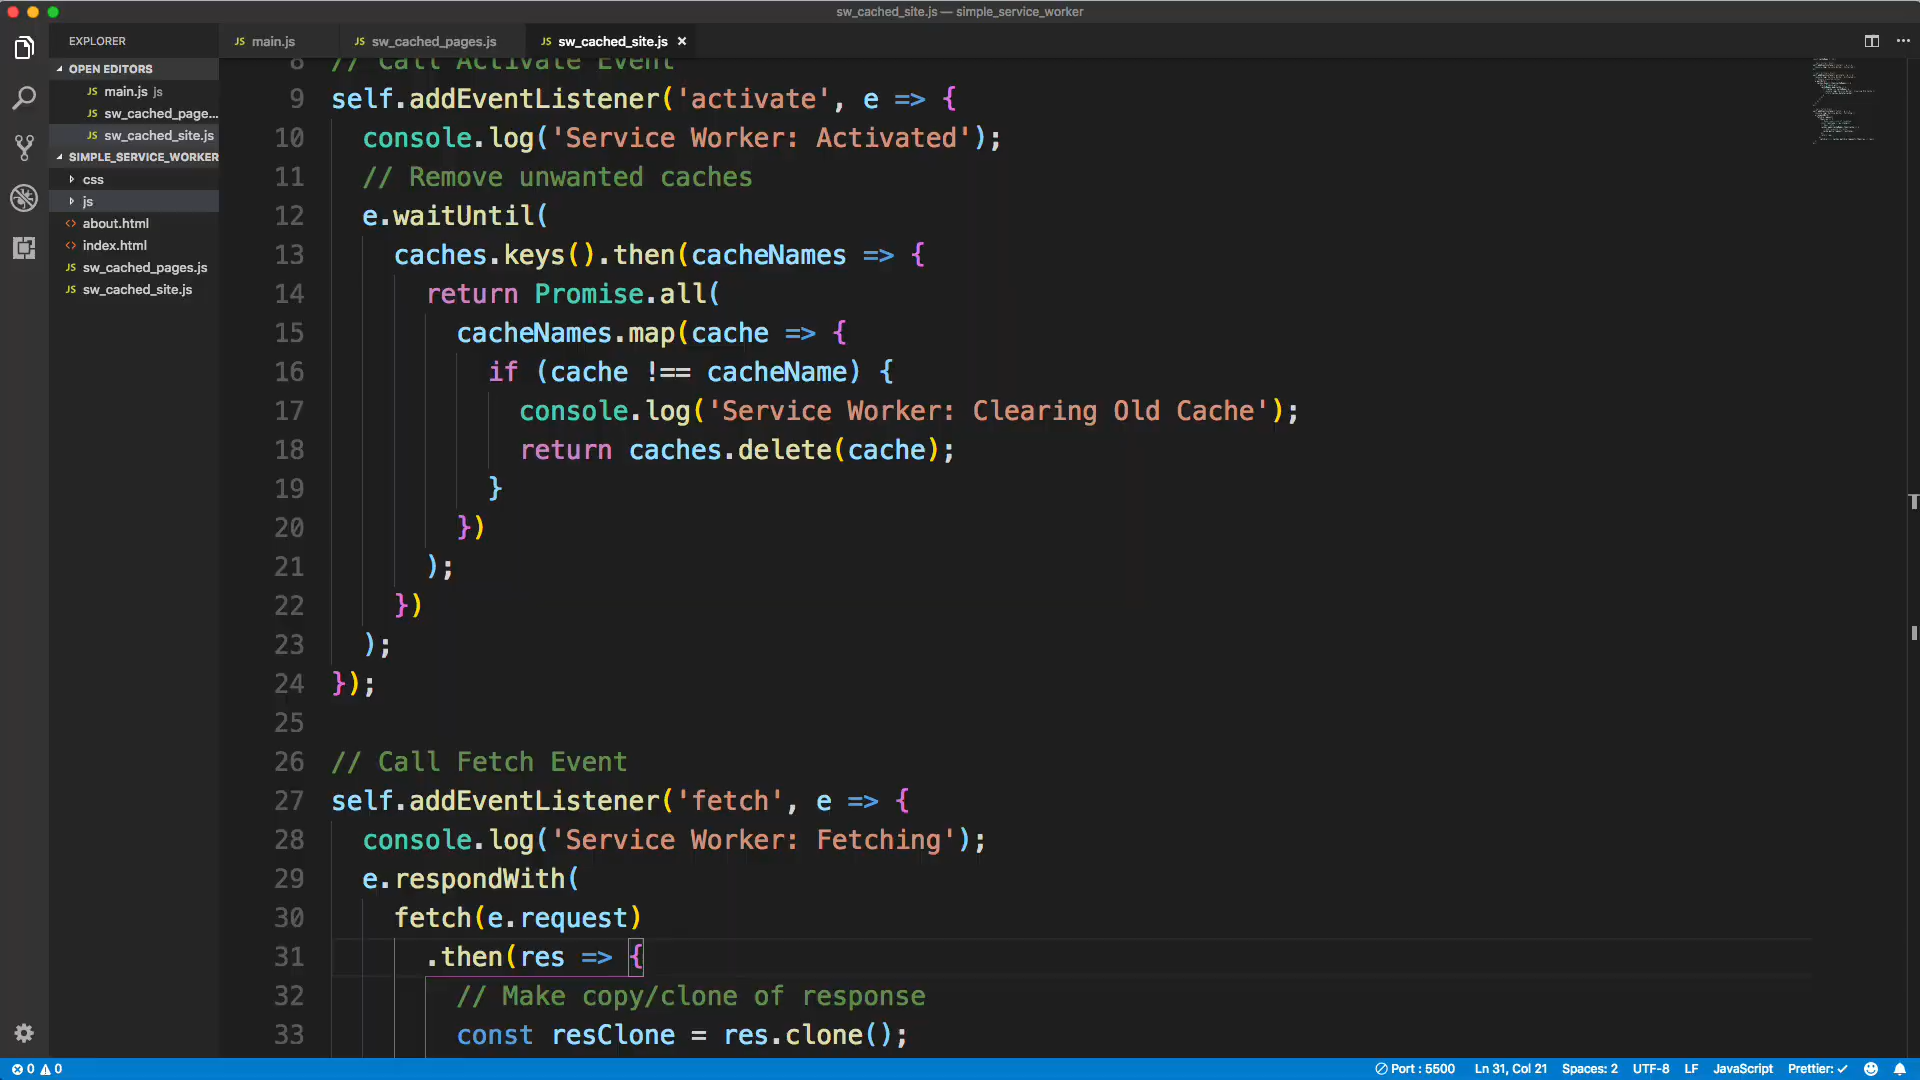 sw_cached_site.js — simple_service_worker
EXPLORER
OPEN EDITORS
JS main.js js
JS sw_cached_page...
JS sw_cached_site.js
SIMPLE_SERVICE_WORKER
css
js
<> about.html
<> index.html
JS sw_cached_pages.js
JS sw_cached_site.js
JS main.js
JS sw_cached_pages.js
JS sw_cached_site.js ×
8 // Call Activate Event
9 self.addEventListener('activate', e => {
10 console.log('Service Worker: Activated');
11 // Remove unwanted caches
12 e.waitUntil(
13 caches.keys().then(cacheNames => {
14 return Promise.all(
15 cacheNames.map(cache => {
16 if (cache !== cacheName) {
17 console.log('Service Worker: Clearing Old Cache');
18 return caches.delete(cache);
19 }
20 })
21 );
22 })
23 );
24 });
25
26 // Call Fetch Event
27 self.addEventListener('fetch', e => {
28 console.log('Service Worker: Fetching');
29 e.respondWith(
30 fetch(e.request)
31 .then(res => {
32 // Make copy/clone of response
33 const resClone = res.clone();
0 0
Port : 5500 Ln 31, Col 21 Spaces: 2 UTF-8 LF JavaScript Prettier: ✓